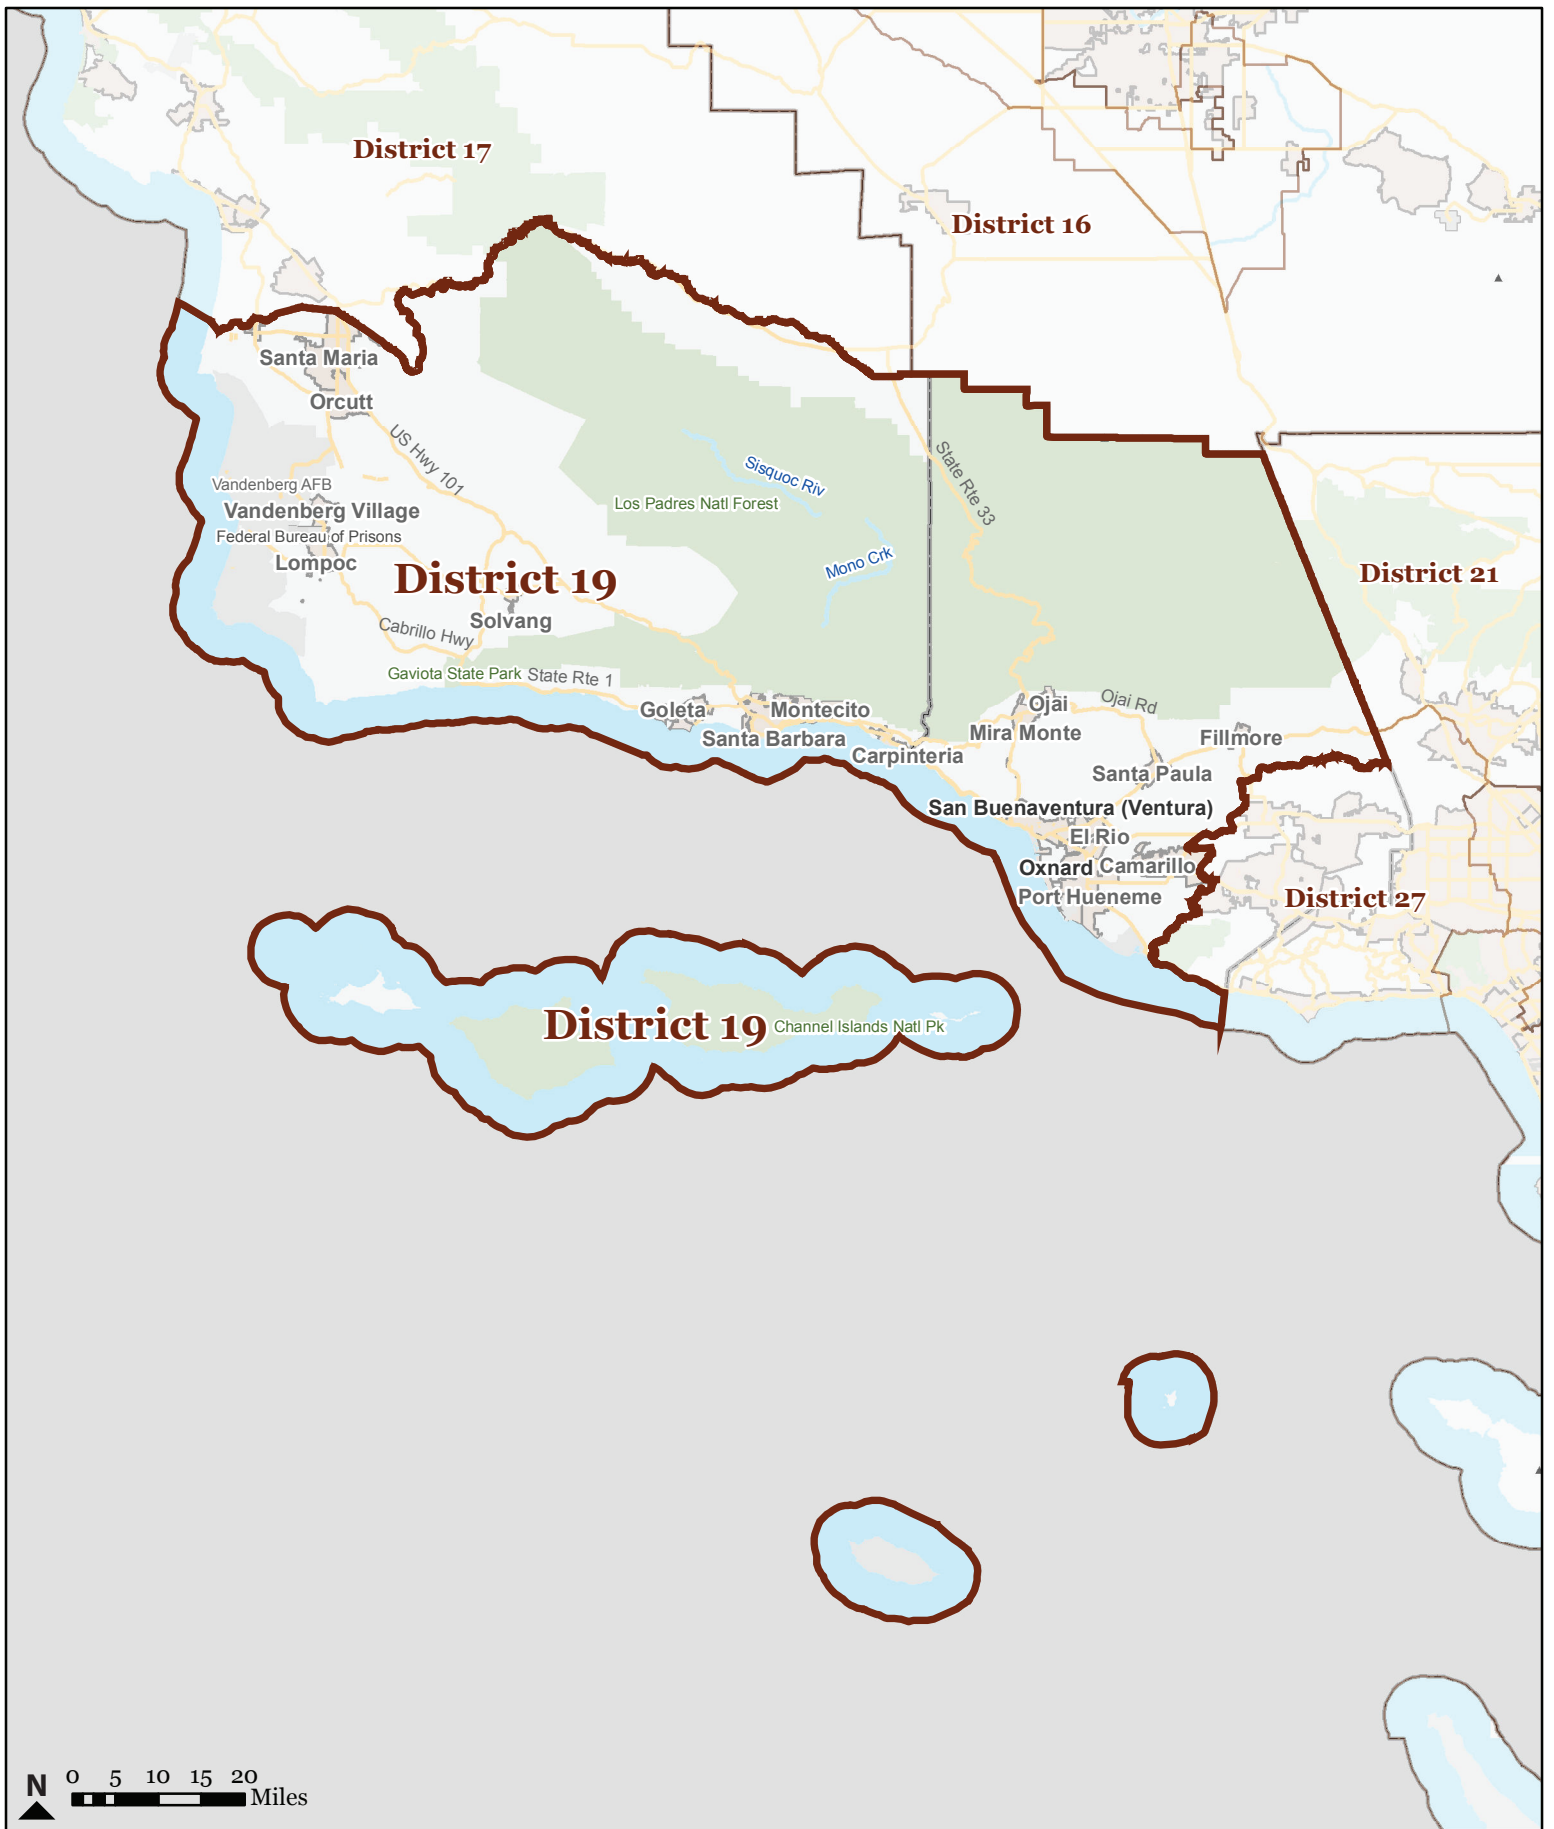 District 17
District 16
Santa Maria
Orcutt
US Hwy 101
State Rte 33
Sisquoc Riv
Vandenberg AFB
Los Padres Natl Forest
Vandenberg Village
Federal Bureau of Prisons
Lompoc
Mono Crk
District 19
District 21
Solvang
Cabrillo Hwy
Gaviota State Park
State Rte 1
Goleta
Montecito
Ojai
Ojai Rd
Santa Barbara
Mira Monte
Fillmore
Carpinteria
Santa Paula
San Buenaventura (Ventura)
El Rio
Oxnard
Camarillo
Port Hueneme
District 27
District 19
Channel Islands Natl Pk
N
0 5 10 15 20
Miles